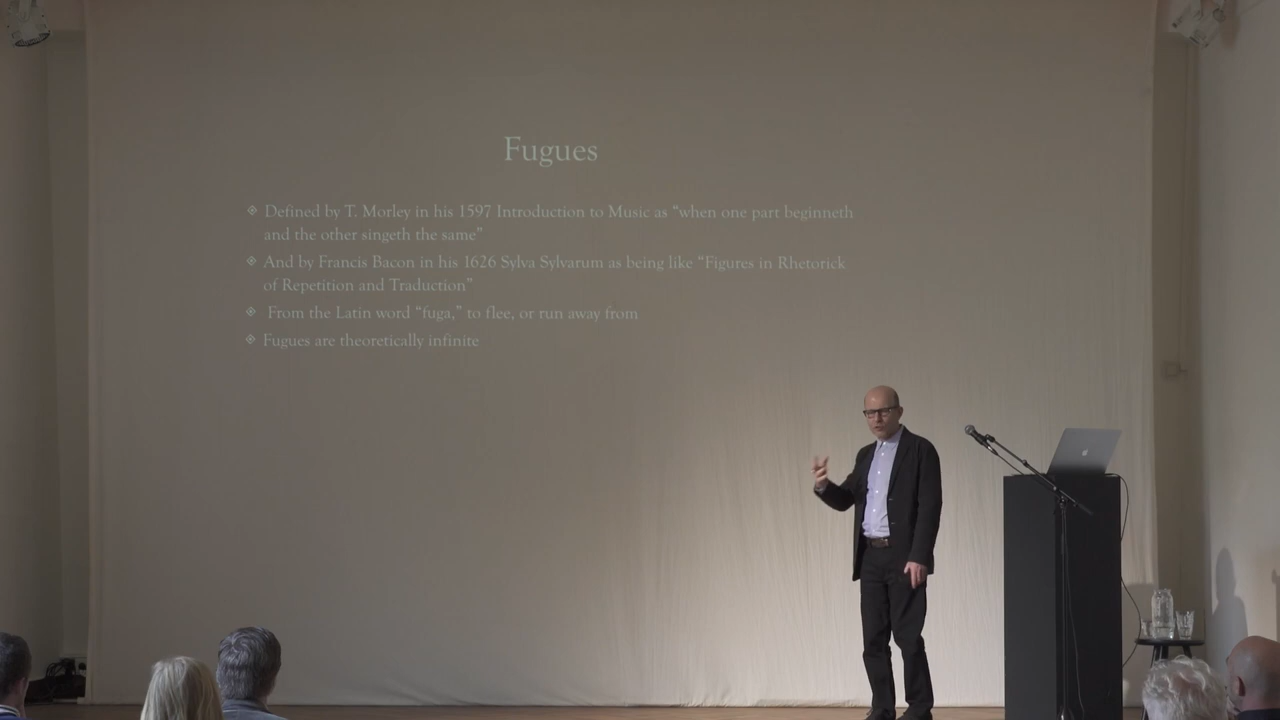 Fugues
Defined by T. Morley in his 1597 Introduction to Music as “when one part beginneth
and the other singeth the same”
And by Francis Bacon in his 1626 Sylva Sylvarum as being like “Figures in Rhetorick
of Repetition and Traduction”
From the Latin word “fuga,” to flee, or run away from
Fugues are theoretically infinite